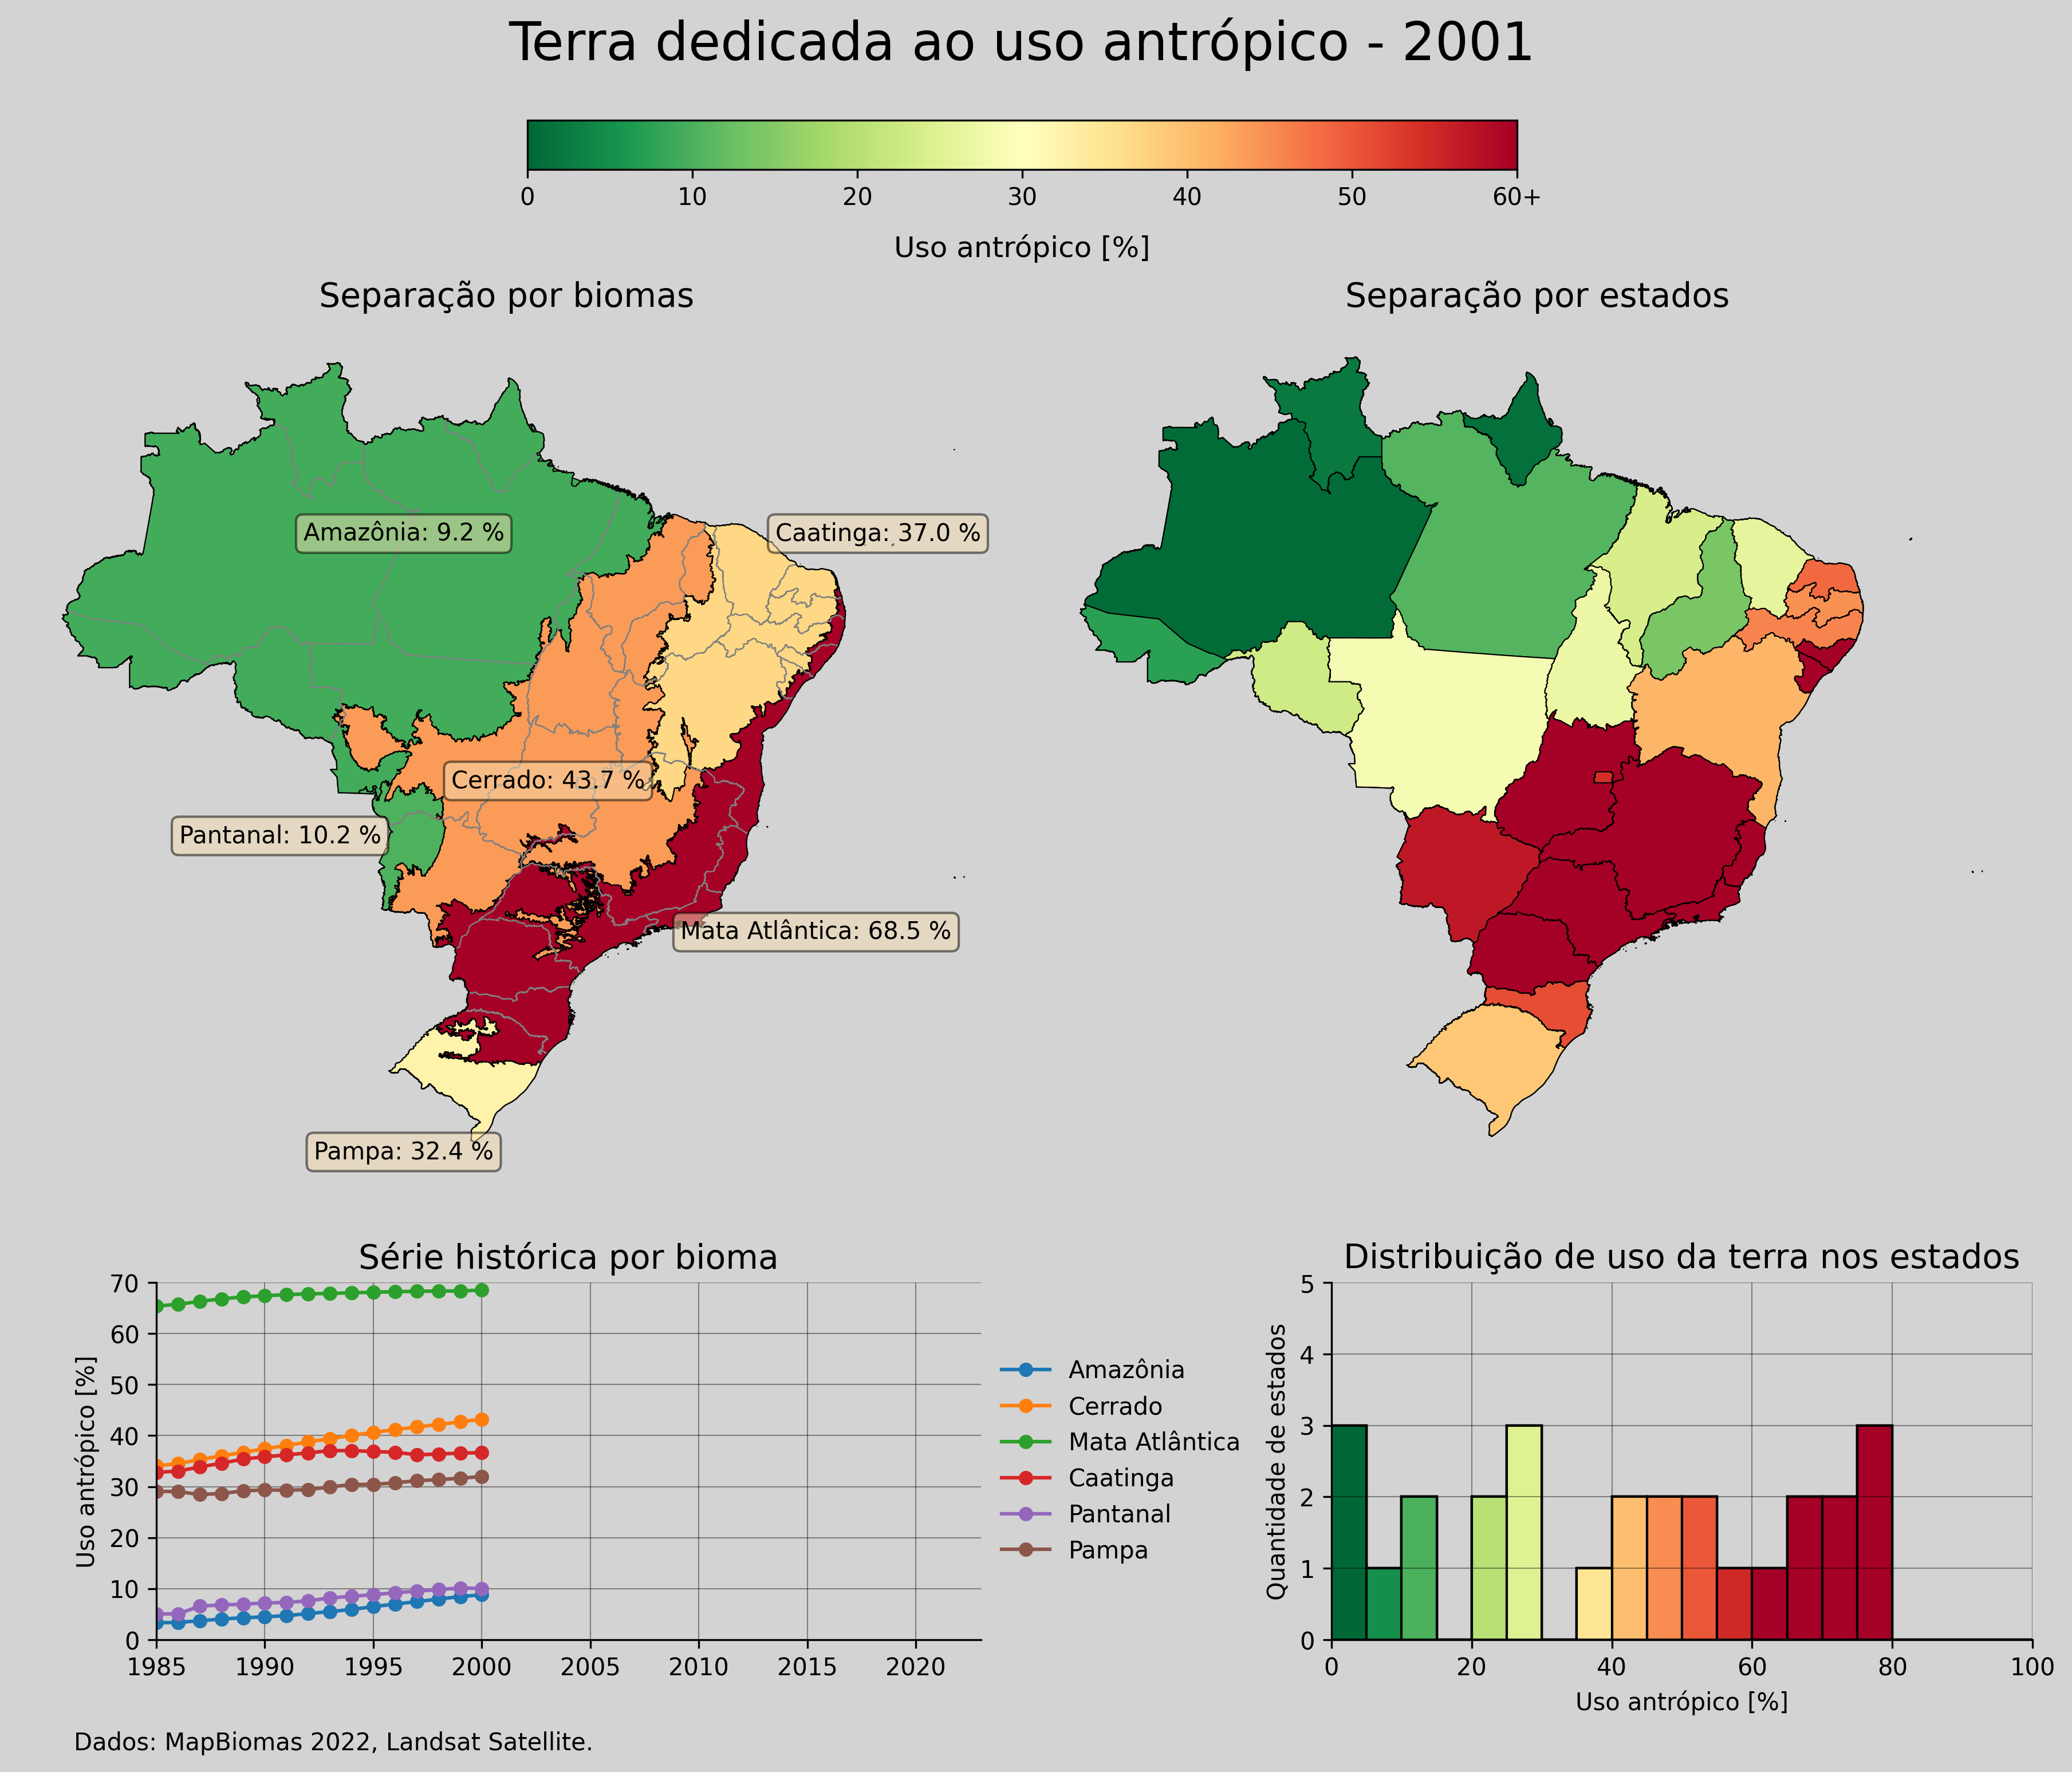 Terra dedicada ao uso antrópico - 2001
0 10 20 30 40 50 60+
Uso antrópico [%]
Separação por biomas
Separação por estados
Amazônia: 9.2 %
Caatinga: 37.0 %
Cerrado: 43.7 %
Pantanal: 10.2 %
Mata Atlântica: 68.5 %
Pampa: 32.4 %
Série histórica por bioma
70
60
50
40
30
20
10
0
Uso antrópico [%]
1985 1990 1995 2000 2005 2010 2015 2020
Amazônia
Cerrado
Mata Atlântica
Caatinga
Pantanal
Pampa
Distribuição de uso da terra nos estados
5
4
3
2
1
0
Quantidade de estados
0 20 40 60 80 100
Uso antrópico [%]
Dados: MapBiomas 2022, Landsat Satellite.